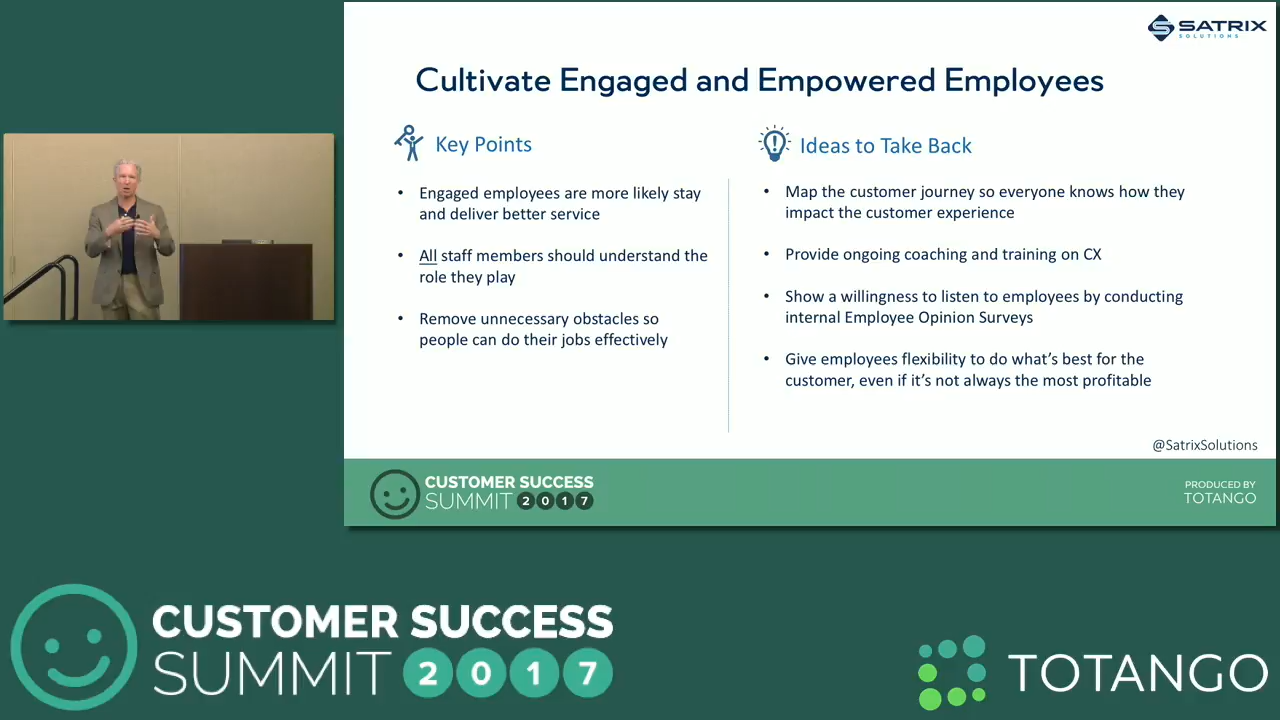 SATRIX
SOLUTIONS
Cultivate Engaged and Empowered Employees
Key Points
• Engaged employees are more likely stay
and deliver better service
• All staff members should understand the
role they play
• Remove unnecessary obstacles so
people can do their jobs effectively
Ideas to Take Back
• Map the customer journey so everyone knows how they
impact the customer experience
• Provide ongoing coaching and training on CX
• Show a willingness to listen to employees by conducting
internal Employee Opinion Surveys
• Give employees flexibility to do what's best for the
customer, even if it's not always the most profitable
@SatrixSolutions
CUSTOMER SUCCESS
SUMMIT 2017
PRODUCED BY
TOTANGO
CUSTOMER SUCCESS
SUMMIT 2017
TOTANGO